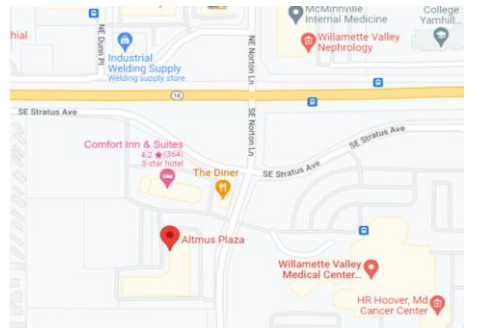 McMinnville
Internal Medicine
College
Yamhill
hial
NE Dunn Pl
NE Norton Ln
Willamette Valley
Nephrology
Industrial
Welding Supply
Welding supply store
18
SE Stratus Ave
SE Norton Ln
Comfort Inn & Suites
4.2 ★ (364)
3-star hotel
The Diner
SE Stratus Ave
SE Stratus Ave
Altmus Plaza
Willamette Valley
Medical Center...
HR Hoover, Md
Cancer Center